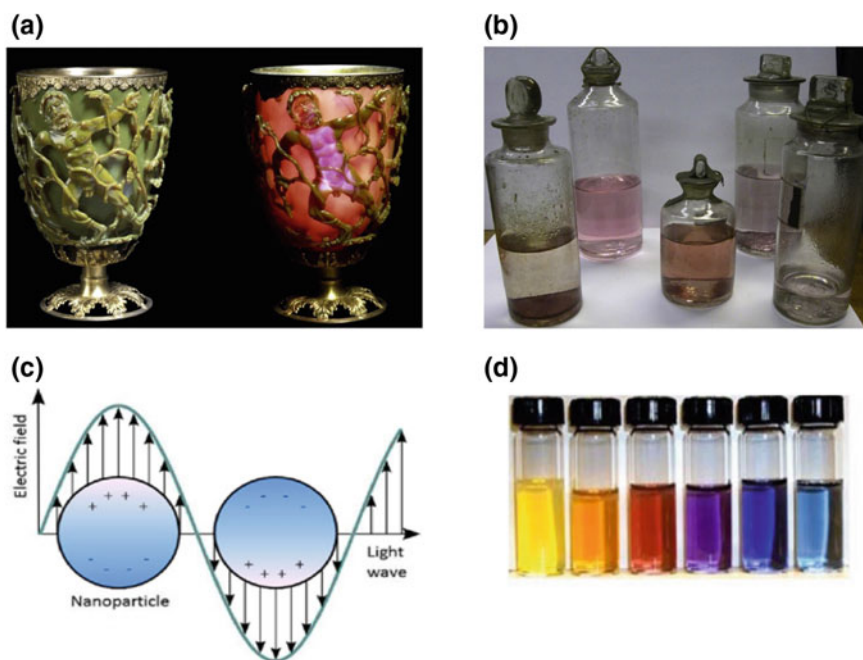 (a)
(b)
(c)
(d)
Electric field
+ + + +
+ +
- - - -
- -
- - - -
- -
+ + + +
+ +
Light
wave
Nanoparticle